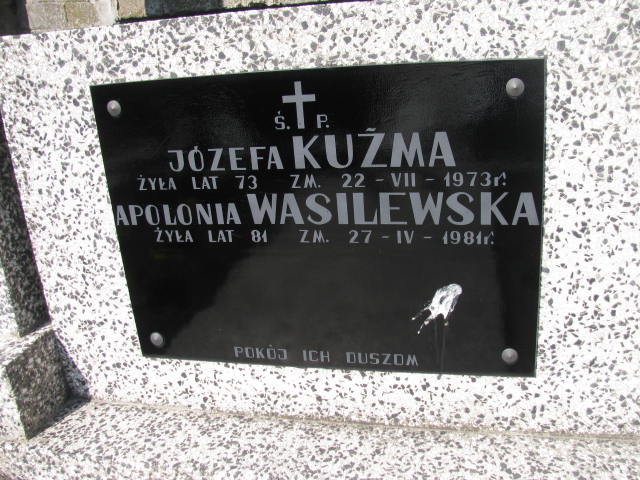 Ś. P.
JÓZEFA KUŹMA
ŻYŁA LAT 73 ZM. 22-VII-1973r.
APOLONIA WASILEWSKA
ŻYŁA LAT 81 ZM. 27-IV-1981r.
POKÓJ ICH DUSZOM